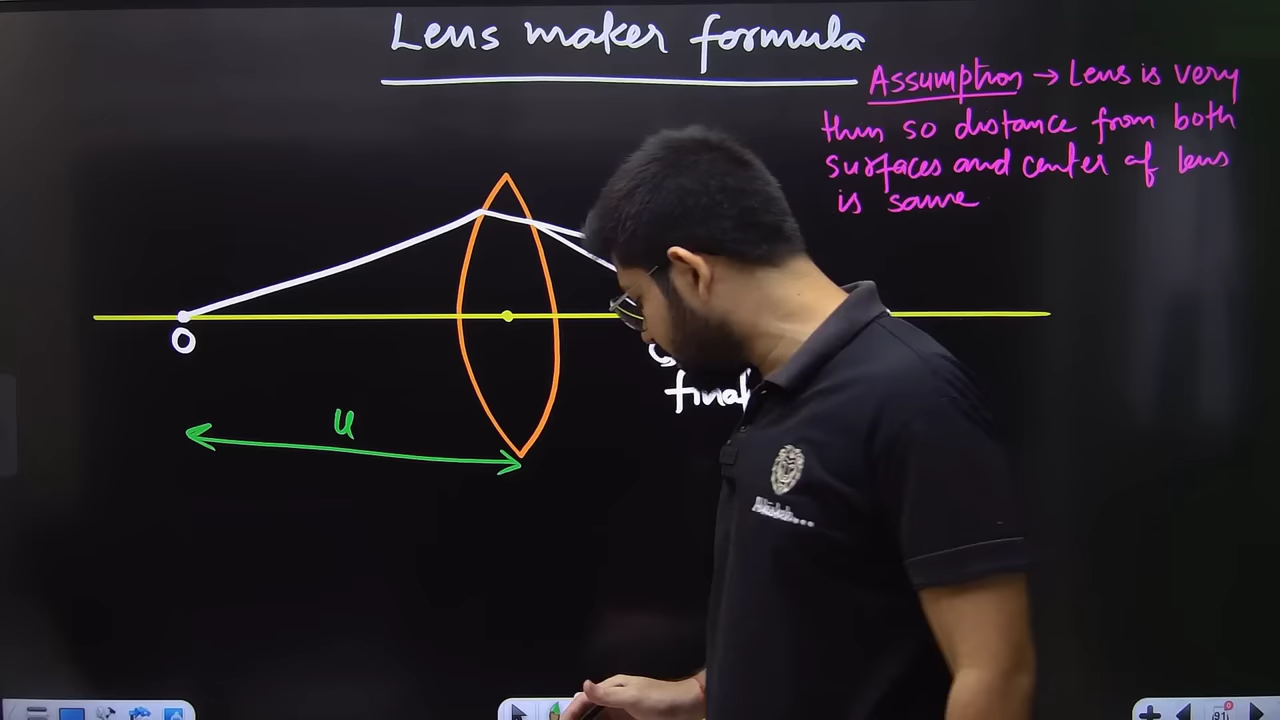 Lens maker formula
Assumption → Lens is very
thin so distance from both
surfaces and center of lens
is same
O
u
final
91